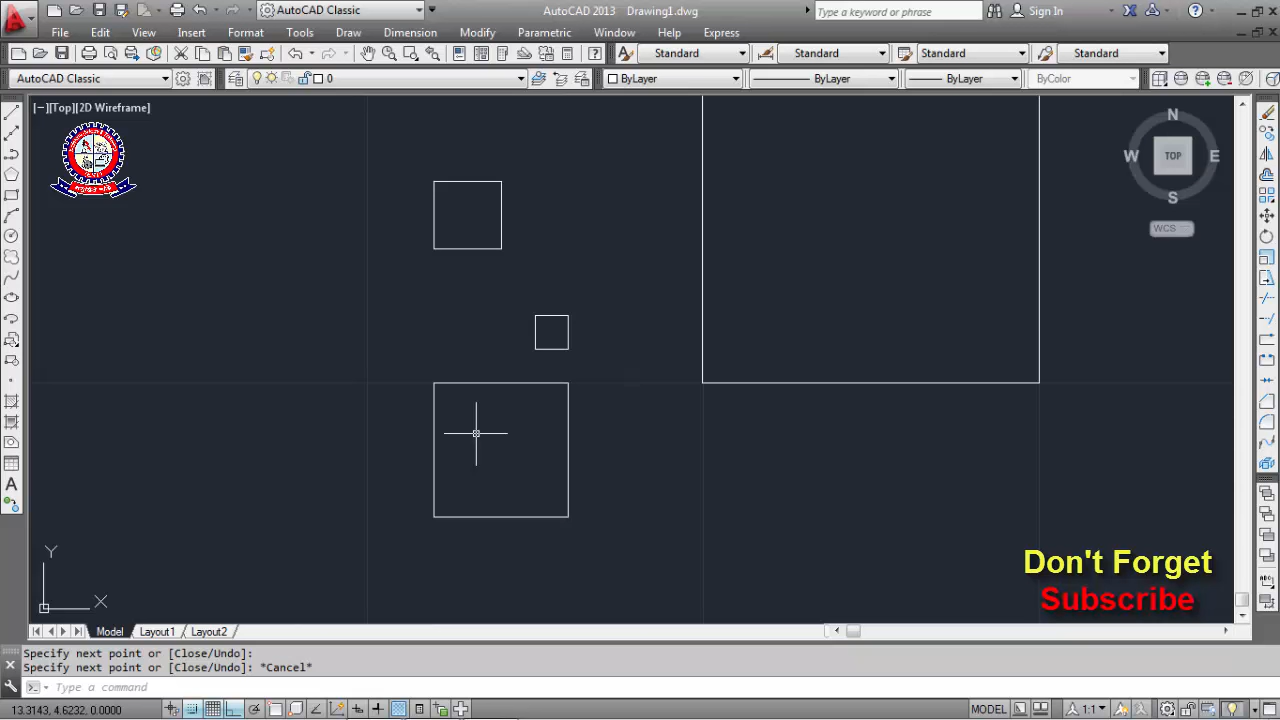 AutoCAD Classic
AutoCAD 2013 Drawing1.dwg
Type a keyword or phrase
Sign In
File Edit View Insert Format Tools Draw Dimension Modify Parametric Window Help Express
Standard Standard Standard Standard
AutoCAD Classic 0 ByLayer ByLayer ByLayer ByColor
[−][Top][2D Wireframe]
N
W TOP E
S
WCS
Y
X
Don't Forget
Subscribe
Model Layout1 Layout2
Specify next point or [Close/Undo]:
Specify next point or [Close/Undo]: *Cancel*
Type a command
13.3143, 4.6232, 0.0000 MODEL 1:1